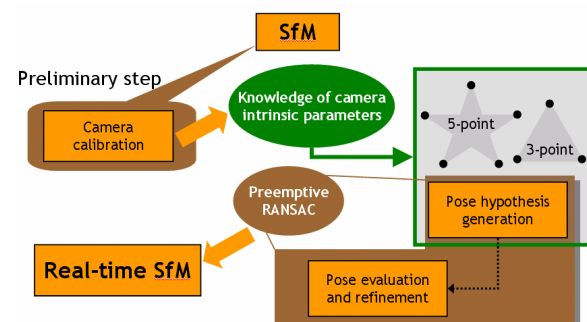 SfM
Preliminary step
Camera
calibration
Knowledge of camera
intrinsic parameters
5-point
3-point
Preemptive
RANSAC
Pose hypothesis
generation
Real-time SfM
Pose evaluation
and refinement